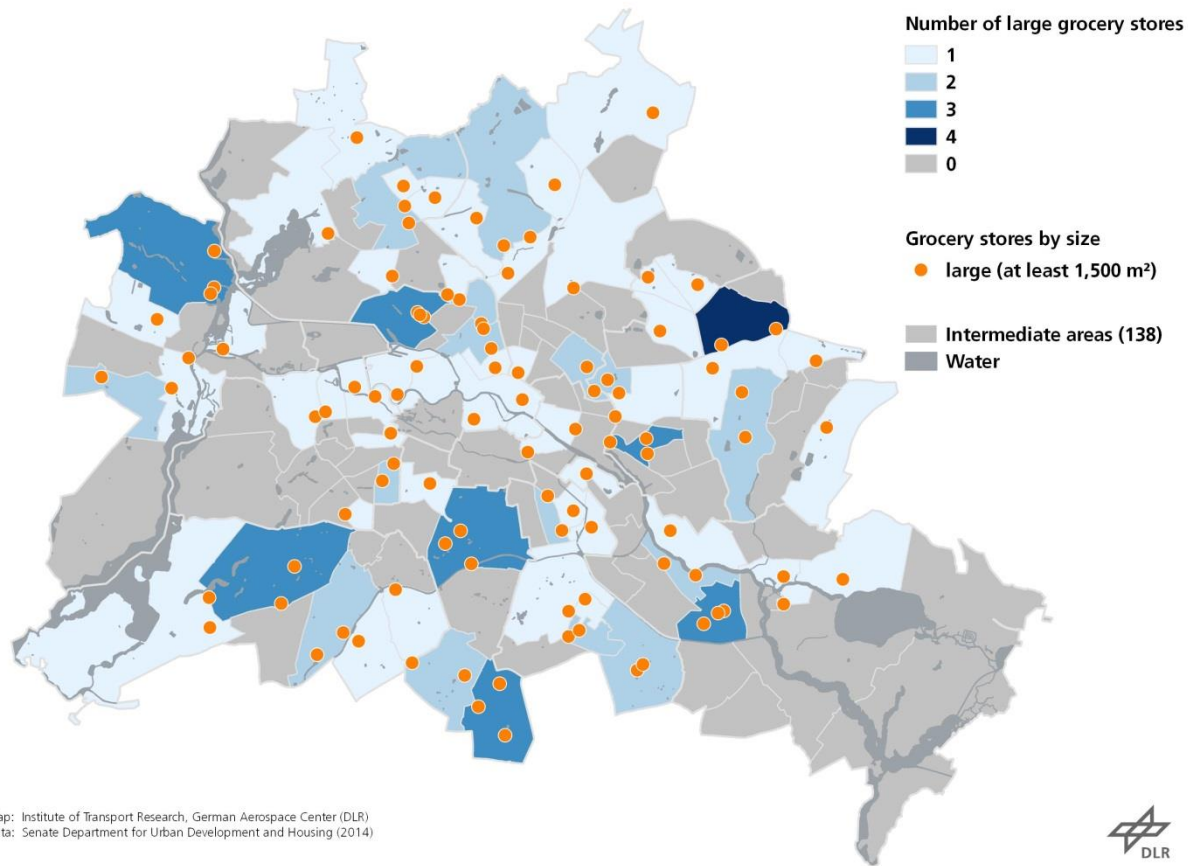 Number of large grocery stores
1
2
3
4
0
Grocery stores by size
large (at least 1,500 m²)
Intermediate areas (138)
Water
ap: Institute of Transport Research, German Aerospace Center (DLR)
ta: Senate Department for Urban Development and Housing (2014)
DLR